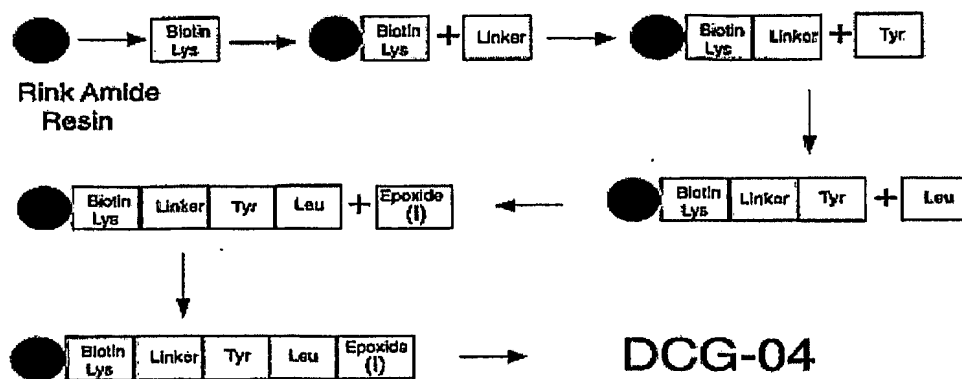 Biotin Lys
Biotin Lys + Linker
Biotin Lys Linker + Tyr
Rink Amide
Resin
Biotin Lys Linker Tyr Leu + Epoxide (I)
Biotin Lys Linker Tyr + Leu
Biotin Lys Linker Tyr Leu Epoxide (I)
DCG-04